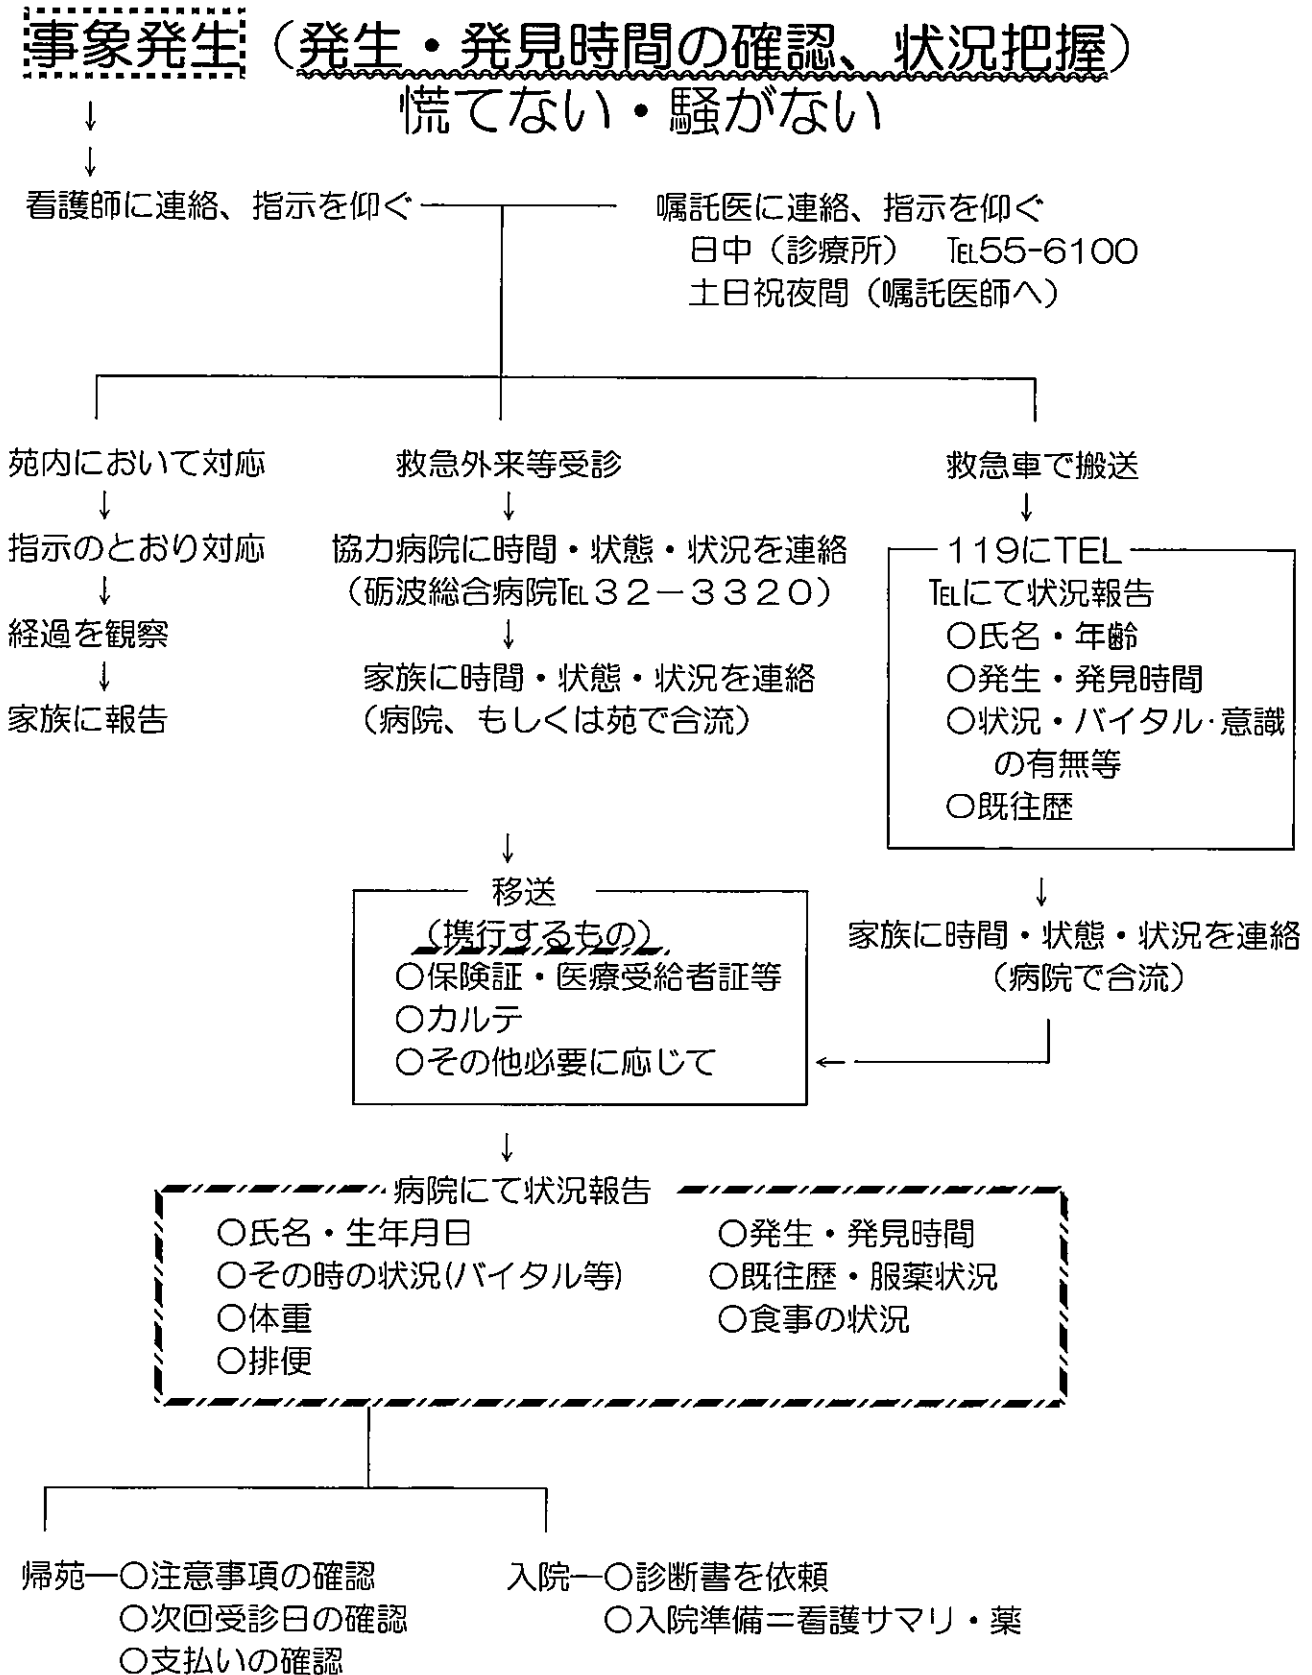 事象発生（発生・発見時間の確認、状況把握）
慌てない・騒がない
↓
↓
看護師に連絡、指示を仰ぐ
嘱託医に連絡、指示を仰ぐ
日中（診療所）　℡55-6100
土日祝夜間（嘱託医師へ）
苑内において対応
↓
指示のとおり対応
↓
経過を観察
↓
家族に報告
救急外来等受診
↓
協力病院に時間・状態・状況を連絡
（砺波総合病院℡３２－３３２０）
↓
家族に時間・状態・状況を連絡
（病院、もしくは苑で合流）
↓
救急車で搬送
↓
119にTEL
℡にて状況報告
○氏名・年齢
○発生・発見時間
○状況・バイタル・意識
の有無等
○既往歴
↓
家族に時間・状態・状況を連絡
（病院で合流）
←
移送
（携行するもの）
○保険証・医療受給者証等
○カルテ
○その他必要に応じて
↓
病院にて状況報告
○氏名・生年月日　○発生・発見時間
○その時の状況(バイタル等)　○既往歴・服薬状況
○体重　○食事の状況
○排便
帰苑―○注意事項の確認
○次回受診日の確認
○支払いの確認
入院―○診断書を依頼
○入院準備＝看護サマリ・薬